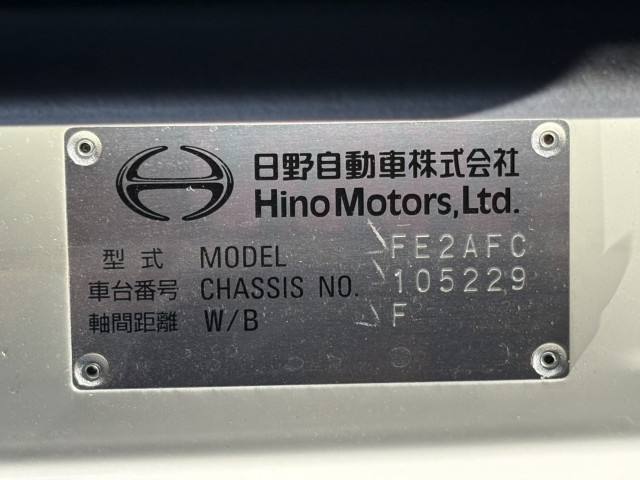 日野自動車株式会社
Hino Motors, Ltd.
型式 MODEL FE2AFC
車台番号 CHASSIS NO. 105229
軸間距離 W/B F